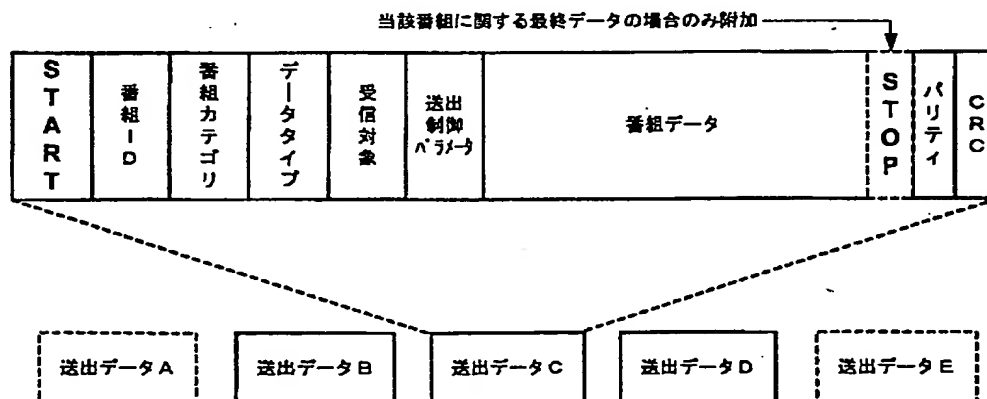 当該番組に関する最終データの場合のみ附加
START
番組ID
番組カテゴリ
データタイプ
受信対象
送出
制御
パラメータ
番組データ
STOP
パリティ
CRC
送出データA
送出データB
送出データC
送出データD
送出データE